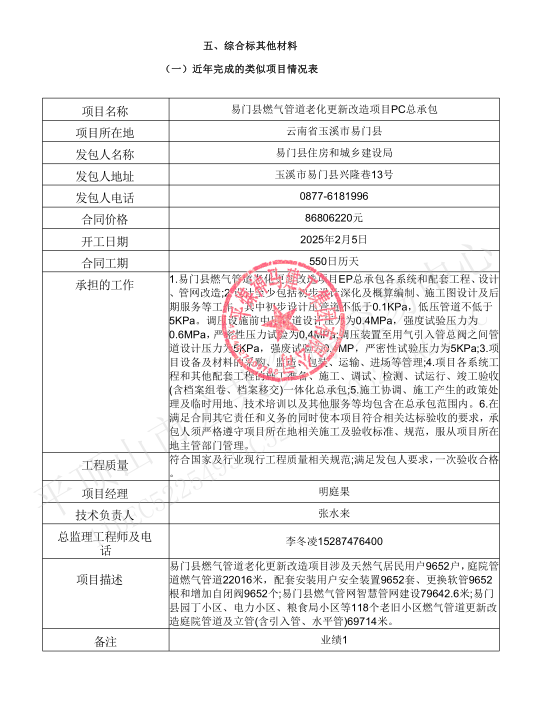 五、综合标其他材料
（一）近年完成的类似项目情况表
项目名称 易门县燃气管道老化更新改造项目PC总承包
项目所在地 云南省玉溪市易门县
发包人名称 易门县住房和城乡建设局
发包人地址 玉溪市易门县兴隆巷13号
发包人电话 0877-6181996
合同价格 86806220元
开工日期 2025年2月5日
合同工期 550日历天
承担的工作 1.易门县燃气管道老化更新改造项目EP总承包各系统和配套工程、设计
、管网改造;2. 至少包括初步设计深化及概算编制、施工图设计及后
期服务等工 其中初步设计压 管道不低于0.1KPa，低压管道不低于
5KPa。调压设施前中 道设计压力为0.4MPa，强度试验压力为
0.6MPa,严密性压力试验为0.4MPa;调压装置至用气引入管总阀之间管
道设计压力为5KPa，强度试验 0. MP，严密性试验压力为5KPa;3.项
目设备及材料的采购、监造、包装、运输、进场等管理;4.项目各系统工
程和其他配套工程的施工准备、施工、调试、检测、试运行、竣工验收
(含档案组卷、档案移交)一体化总承包;5.施工协调、施工产生的政策处
理及临时用地、技术培训以及其他服务等均包含在总承包范围内。6.在
满足合同其它责任和义务的同时使本项目符合相关达标验收的要求，承
包人须严格遵守项目所在地相关施工及验收标准、规范，服从项目所在
地主管部门管理。
工程质量 符合国家及行业现行工程质量相关规范;满足发包人要求，一次验收合格
。
项目经理 明庭果
技术负责人 张水来
总监理工程师及电
话 李冬凌15287476400
项目描述 易门县燃气管道老化更新改造项目涉及天然气居民用户9652户,庭院管
道燃气管道22016米，配套安装用户安全装置9652套、更换软管9652
根和增加自闭阀9652个;易门县燃气管网智慧管网建设79642.6米;易门
县园丁小区、电力小区、粮食局小区等118个老旧小区燃气管道更新改
造庭院管道及立管(含引入管、水平管)69714米。
备注 业绩1